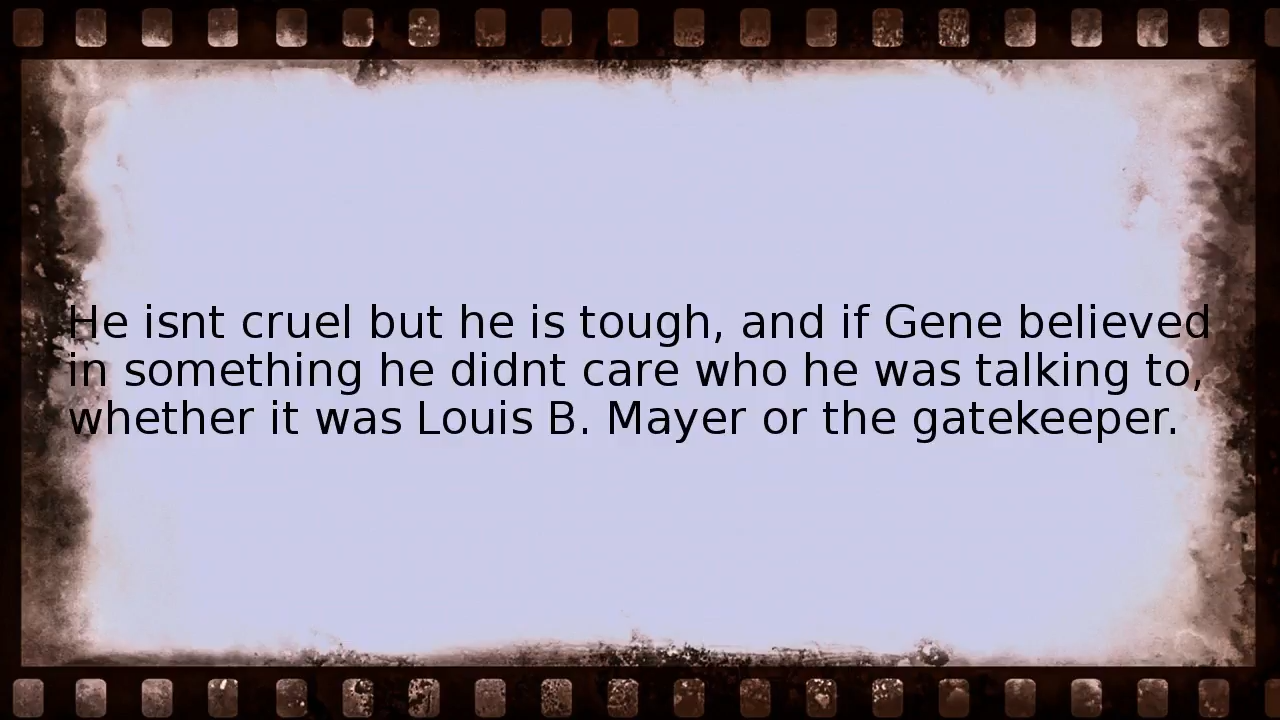 He isnt cruel but he is tough, and if Gene believed
in something he didnt care who he was talking to,
whether it was Louis B. Mayer or the gatekeeper.